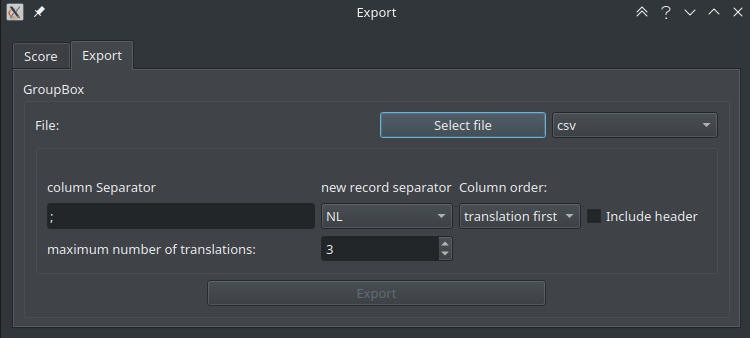 Export
Score Export
GroupBox
File: Select file csv
column Separator new record separator Column order:
; NL translation first Include header
maximum number of translations: 3
Export